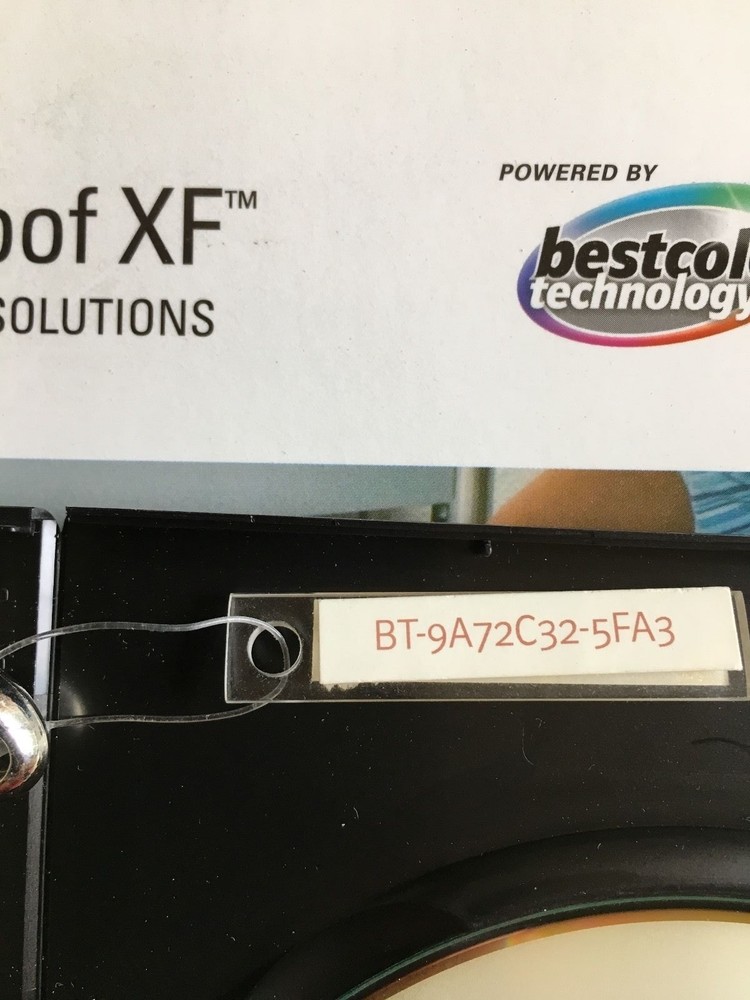 oof XF™
SOLUTIONS
POWERED BY
bestcol
technology
BT-9A72C32-5FA3